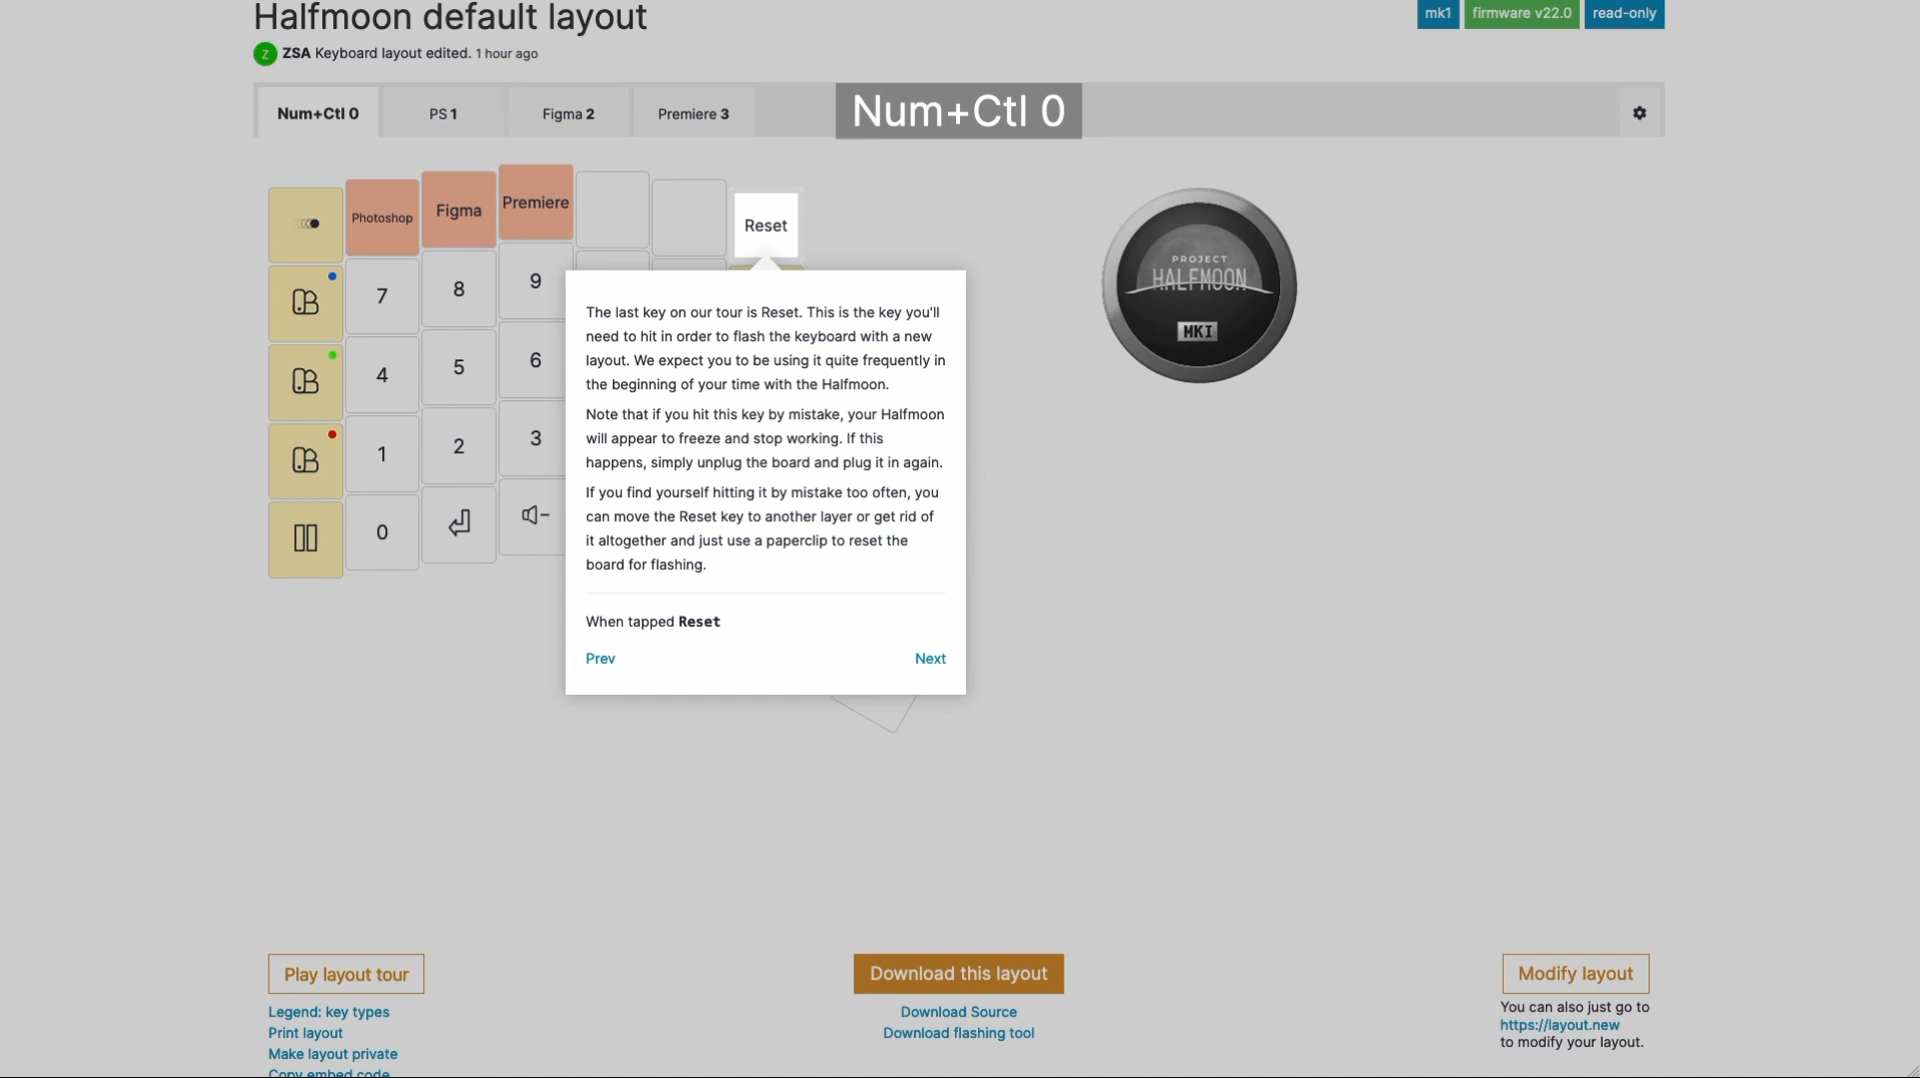 Halfmoon default layout
mk1 firmware v22.0 read-only
Z ZSA Keyboard layout edited. 1 hour ago
Num+Ctl 0
PS 1
Figma 2
Premiere 3
Num+Ctl 0
Photoshop
Figma
Premiere
Reset
7
8
9
4
5
6
1
2
3
0
PROJECT
HALFMOON
MKI
The last key on our tour is Reset. This is the key you'll
need to hit in order to flash the keyboard with a new
layout. We expect you to be using it quite frequently in
the beginning of your time with the Halfmoon.
Note that if you hit this key by mistake, your Halfmoon
will appear to freeze and stop working. If this
happens, simply unplug the board and plug it in again.
If you find yourself hitting it by mistake too often, you
can move the Reset key to another layer or get rid of
it altogether and just use a paperclip to reset the
board for flashing.
When tapped Reset
Prev
Next
Play layout tour
Legend: key types
Print layout
Make layout private
Copy embed code
Download this layout
Download Source
Download flashing tool
Modify layout
You can also just go to
https://layout.new
to modify your layout.